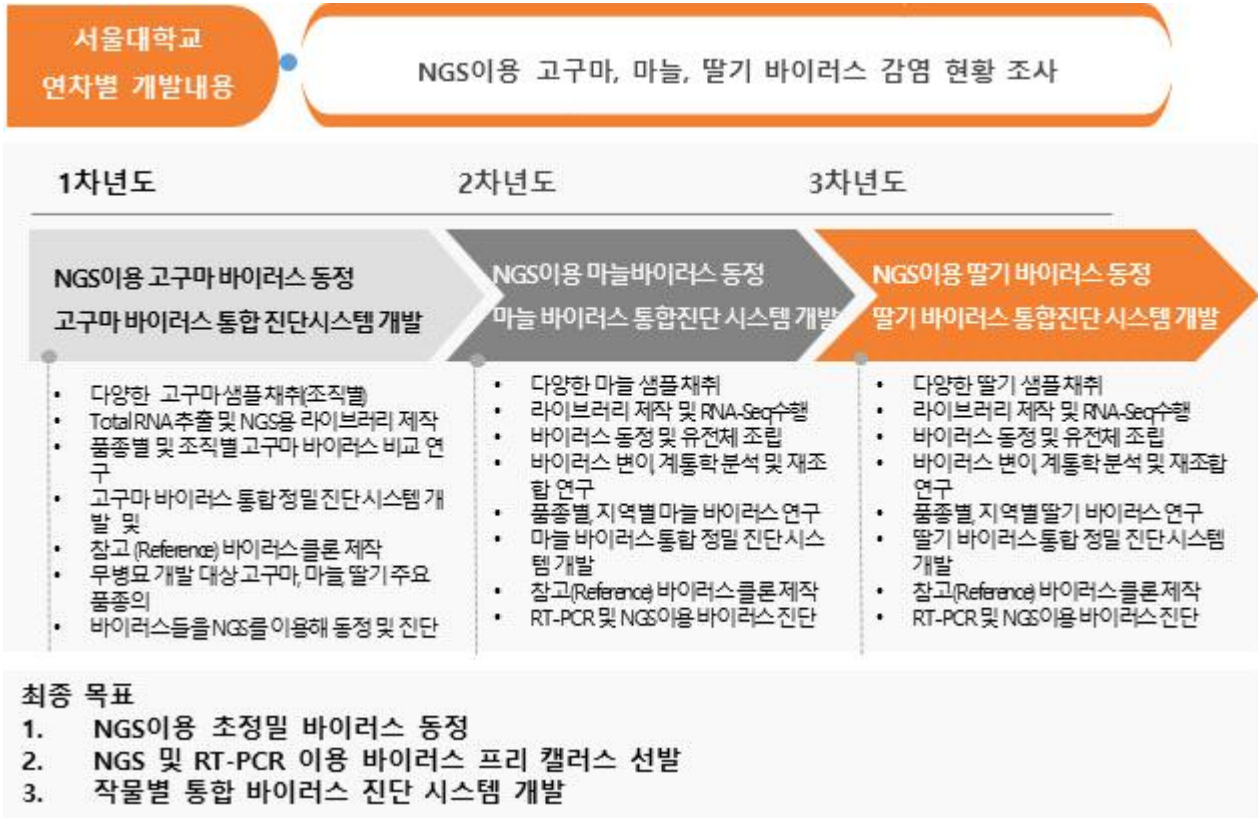 서울대학교
연차별 개발내용
NGS이용 고구마, 마늘, 딸기 바이러스 감염 현황 조사
1차년도
2차년도
3차년도
NGS이용 고구마 바이러스 동정
고구마 바이러스 통합 진단시스템 개발
NGS이용 마늘바이러스 동정
마늘 바이러스 통합진단 시스템 개발
NGS이용 딸기 바이러스 동정
딸기 바이러스 통합진단 시스템 개발
• 다양한 고구마 샘플 채취(조직별)
• Total RNA 추출 및 NGS용 라이브러리 제작
• 품종별 및 조직별 고구마 바이러스 비교 연
구
• 고구마 바이러스 통합 정밀 진단시스템 개
발 및
• 참고 (Reference) 바이러스 클론 제작
• 무병묘 개발 대상 고구마, 마늘, 딸기 주요
품종의
• 바이러스들을 NGS를 이용해 동정 및 진단
• 다양한 마늘 샘플 채취
• 라이브러리 제작 및 RNA-Seq수행
• 바이러스 동정 및 유전체 조립
• 바이러스 변이, 계통학 분석 및 재조
합 연구
• 품종별, 지역별 마늘 바이러스 연구
• 마늘 바이러스 통합 정밀 진단시스
템 개발
• 참고(Reference) 바이러스 클론 제작
• RT-PCR 및 NGS이용 바이러스 진단
• 다양한 딸기 샘플 채취
• 라이브러리 제작 및 RNA-Seq수행
• 바이러스 동정 및 유전체 조립
• 바이러스 변이, 계통학 분석 및 재조합
연구
• 품종별, 지역별 딸기 바이러스 연구
• 딸기 바이러스 통합 정밀 진단시스템
개발
• 참고(Reference) 바이러스 클론 제작
• RT-PCR 및 NGS이용 바이러스 진단
최종 목표
1. NGS이용 초정밀 바이러스 동정
2. NGS 및 RT-PCR 이용 바이러스 프리 캘러스 선발
3. 작물별 통합 바이러스 진단 시스템 개발